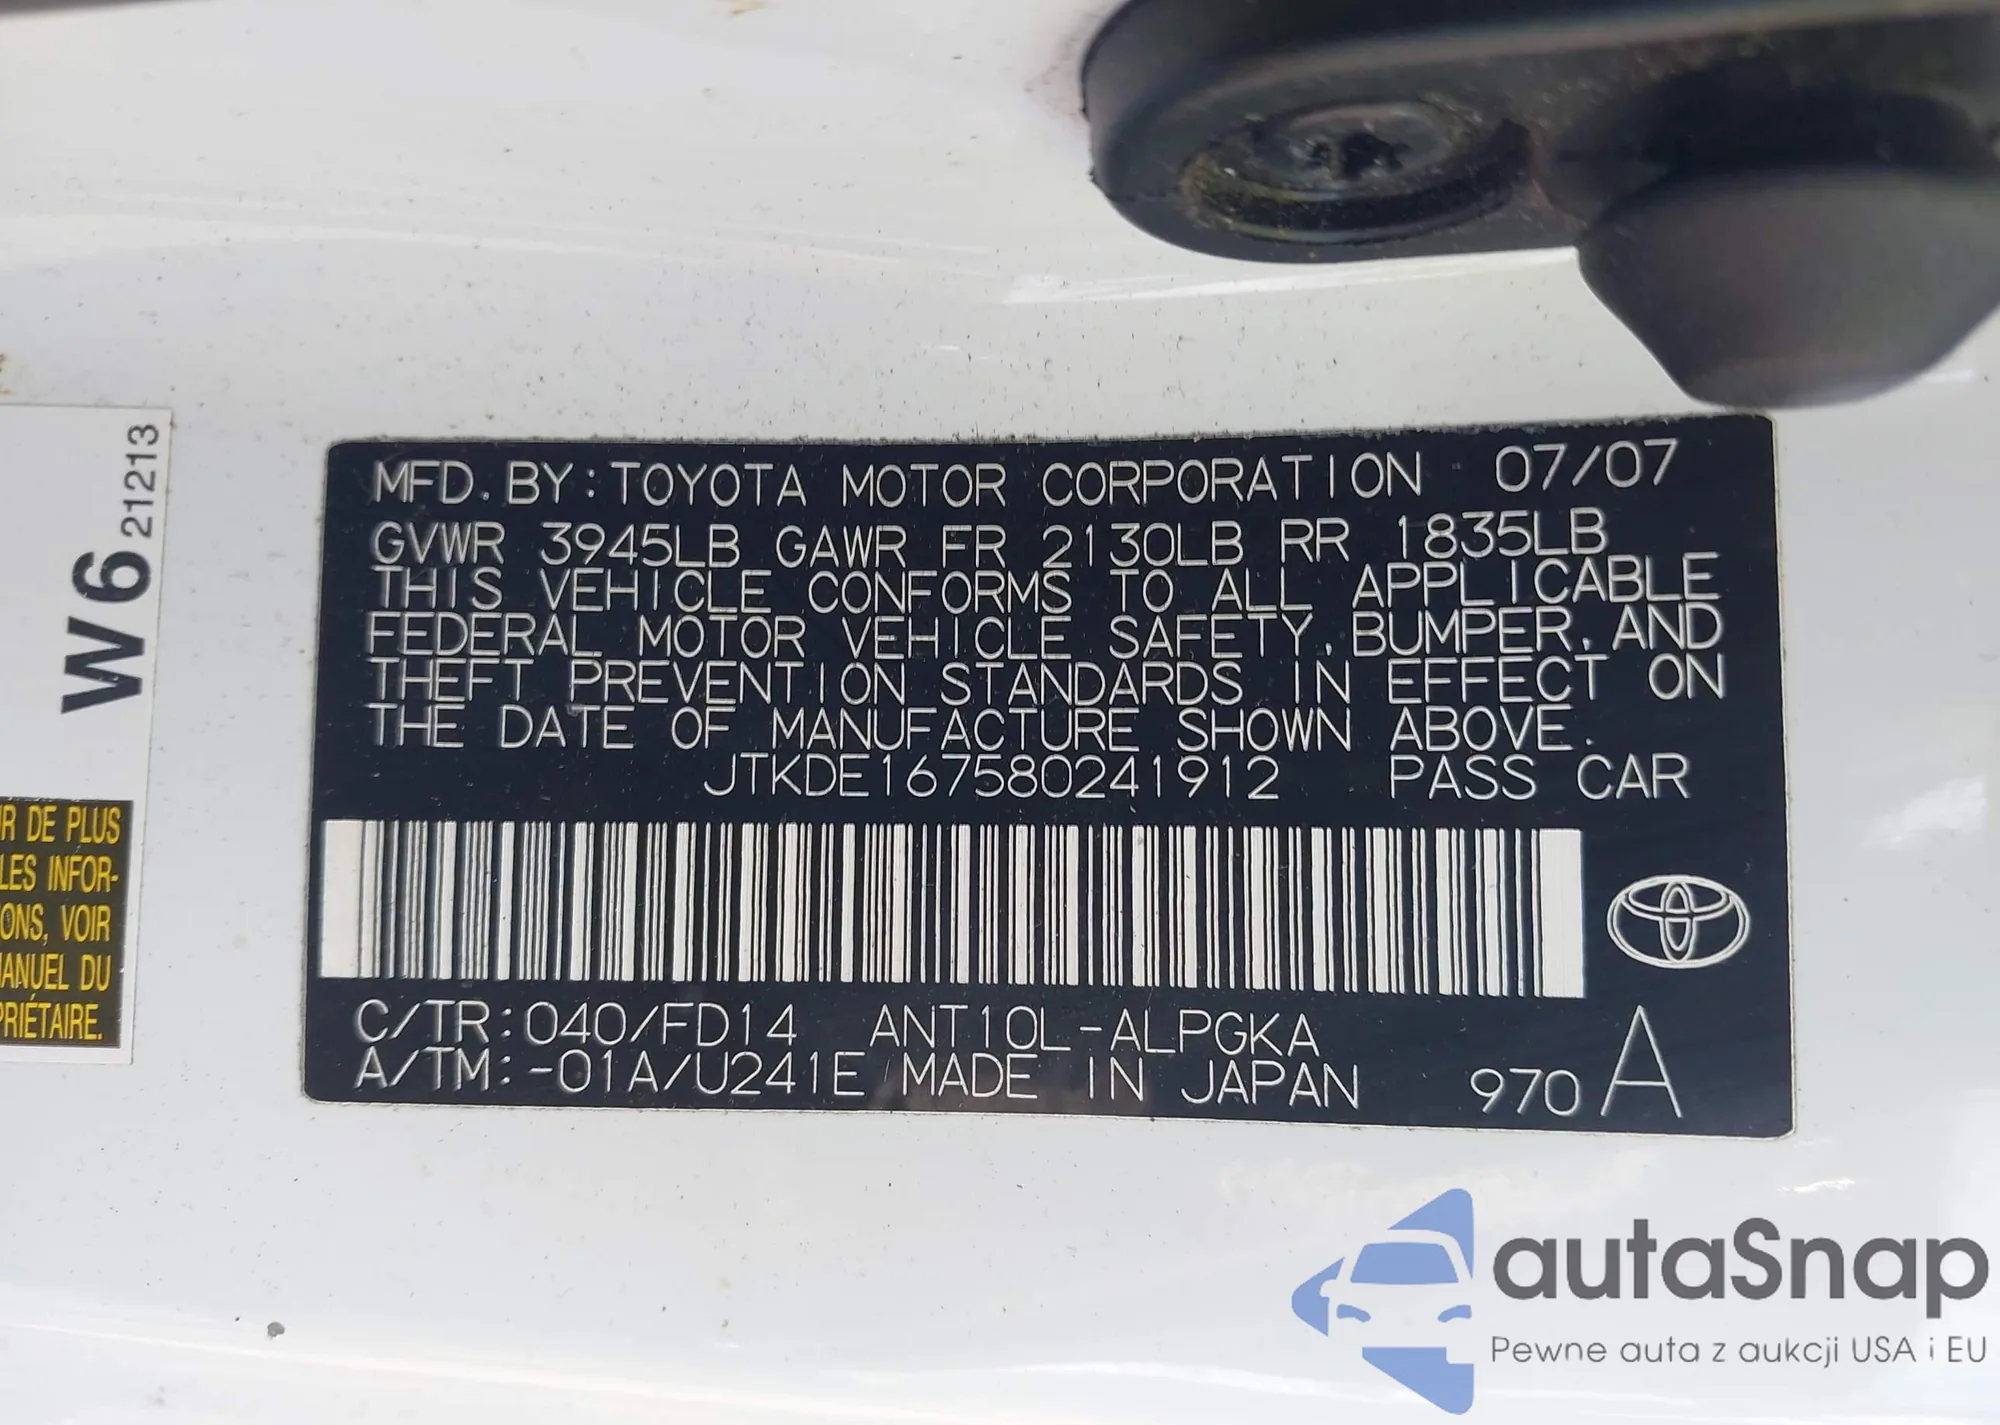 W 6 21213
R DE PLUS
LES INFOR-
ONS, VOIR
ANUEL DU
PRIÉTAIRE.
MFD. BY: TOYOTA MOTOR CORPORATION 07/07
GVWR 3945LB GAWR FR 2130LB RR 1835LB
THIS VEHICLE CONFORMS TO ALL APPLICABLE
FEDERAL MOTOR VEHICLE SAFETY, BUMPER, AND
THEFT PREVENTION STANDARDS IN EFFECT ON
THE DATE OF MANUFACTURE SHOWN ABOVE.
JTKDE167580241912 PASS CAR
C/TR:040/FD14 ANT10L-ALPGKA
A/TM:-01A/U241E MADE IN JAPAN 970 A
autaSnap
Pewne auta z aukcji USA i EU